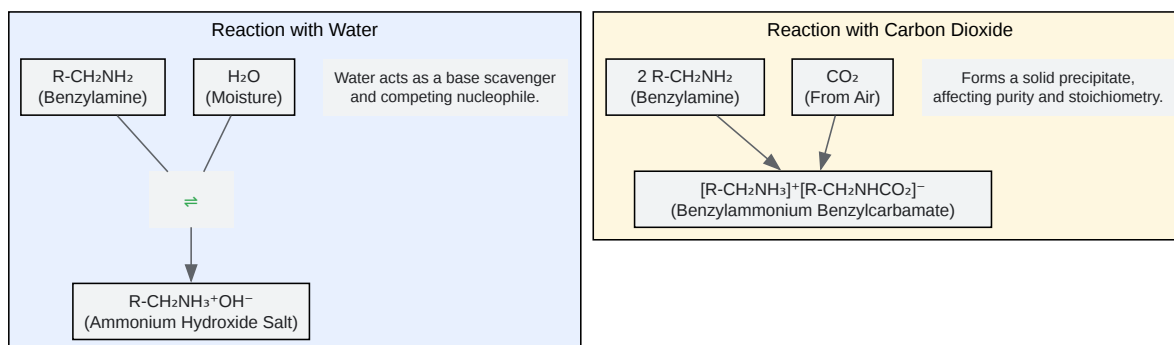 Reaction with Water
R-CH₂NH₂
(Benzylamine)
H₂O
(Moisture)
Water acts as a base scavenger
and competing nucleophile.
⇌
R-CH₂NH₃⁺OH⁻
(Ammonium Hydroxide Salt)
Reaction with Carbon Dioxide
2 R-CH₂NH₂
(Benzylamine)
CO₂
(From Air)
Forms a solid precipitate,
affecting purity and stoichiometry.
[R-CH₂NH₃]⁺[R-CH₂NHCO₂]⁻
(Benzylammonium Benzylcarbamate)